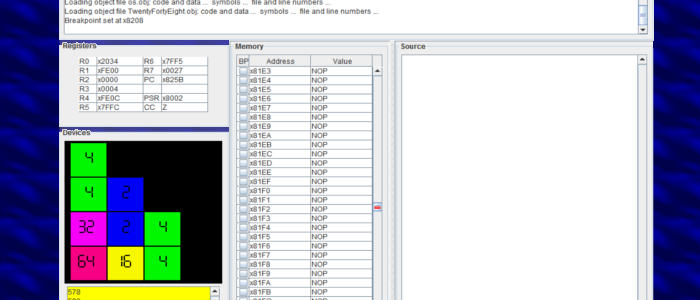 Loading object file os.obj: code and data ... symbols ... file and line numbers ...
Loading object file TwentyFortyEight.obj: code and data ... symbols ... file and line numbers ...
Breakpoint set at x8208
Registers
R0 x2034 R6 x7FF5
R1 xFE00 R7 x0027
R2 x0000 PC x825B
R3 x0004
R4 xFE0C PSR x8002
R5 x7FFC CC Z
Devices
4
4 2
32 2 4
64 16 4
578
Memory
BP Address Value
x81E3 NOP
x81E4 NOP
x81E5 NOP
x81E6 NOP
x81E7 NOP
x81E8 NOP
x81E9 NOP
x81EA NOP
x81EB NOP
x81EC NOP
x81ED NOP
x81EE NOP
x81EF NOP
x81F0 NOP
x81F1 NOP
x81F2 NOP
x81F3 NOP
x81F4 NOP
x81F5 NOP
x81F6 NOP
x81F7 NOP
x81F8 NOP
x81F9 NOP
x81FA NOP
x81FB NOP
Source